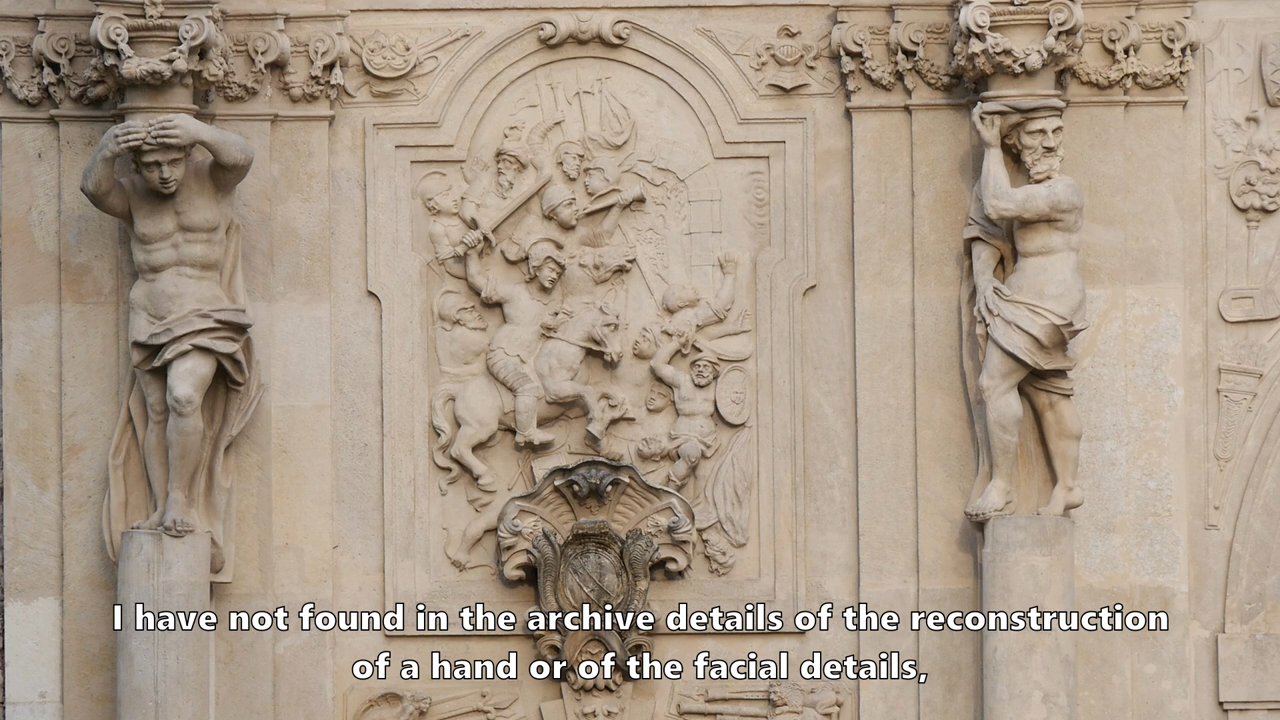 I have not found in the archive details of the reconstruction
of a hand or of the facial details,